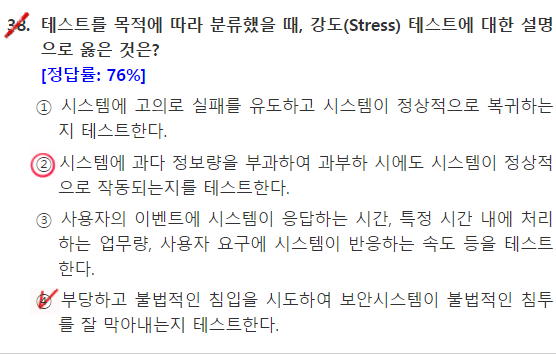 38. 테스트를 목적에 따라 분류했을 때, 강도(Stress) 테스트에 대한 설명
으로 옳은 것은?
[정답률: 76%]
① 시스템에 고의로 실패를 유도하고 시스템이 정상적으로 복귀하는
지 테스트한다.
② 시스템에 과다 정보량을 부과하여 과부하 시에도 시스템이 정상적
으로 작동되는지를 테스트한다.
③ 사용자의 이벤트에 시스템이 응답하는 시간, 특정 시간 내에 처리
하는 업무량, 사용자 요구에 시스템이 반응하는 속도 등을 테스트
한다.
④ 부당하고 불법적인 침입을 시도하여 보안시스템이 불법적인 침투
를 잘 막아내는지 테스트한다.